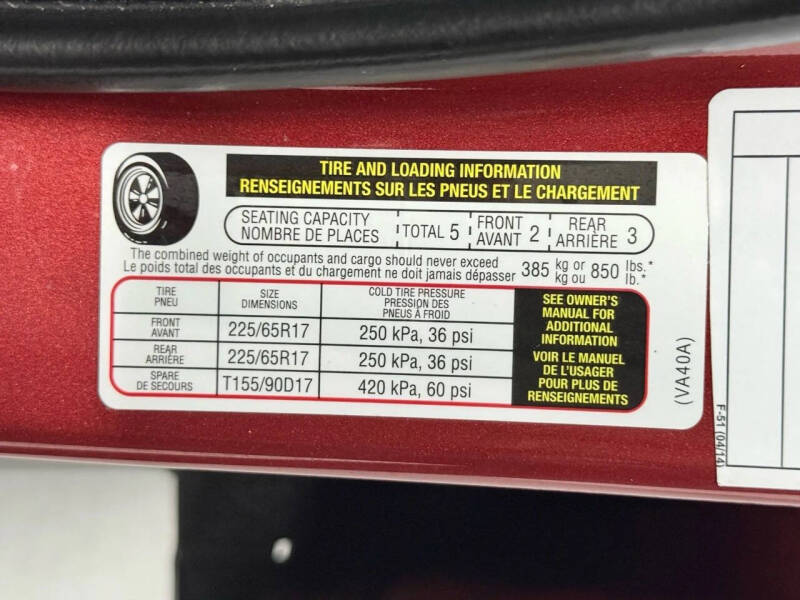 TIRE AND LOADING INFORMATION
RENSEIGNEMENTS SUR LES PNEUS ET LE CHARGEMENT
SEATING CAPACITY
NOMBRE DE PLACES
TOTAL 5
FRONT
AVANT 2
REAR
ARRIÈRE 3
The combined weight of occupants and cargo should never exceed
Le poids total des occupants et du chargement ne doit jamais dépasser
385 kg or 850 lbs.*
kg ou lb.*
TIRE
PNEU
SIZE
DIMENSIONS
COLD TIRE PRESSURE
PRESSION DES
PNEUS À FROID
FRONT
AVANT
225/65R17
250 kPa, 36 psi
REAR
ARRIÈRE
225/65R17
250 kPa, 36 psi
SPARE
DE SECOURS
T155/90D17
420 kPa, 60 psi
SEE OWNER'S
MANUAL FOR
ADDITIONAL
INFORMATION
VOIR LE MANUEL
DE L'USAGER
POUR PLUS DE
RENSEIGNEMENTS
(VA40A)
F-51 (04/14)